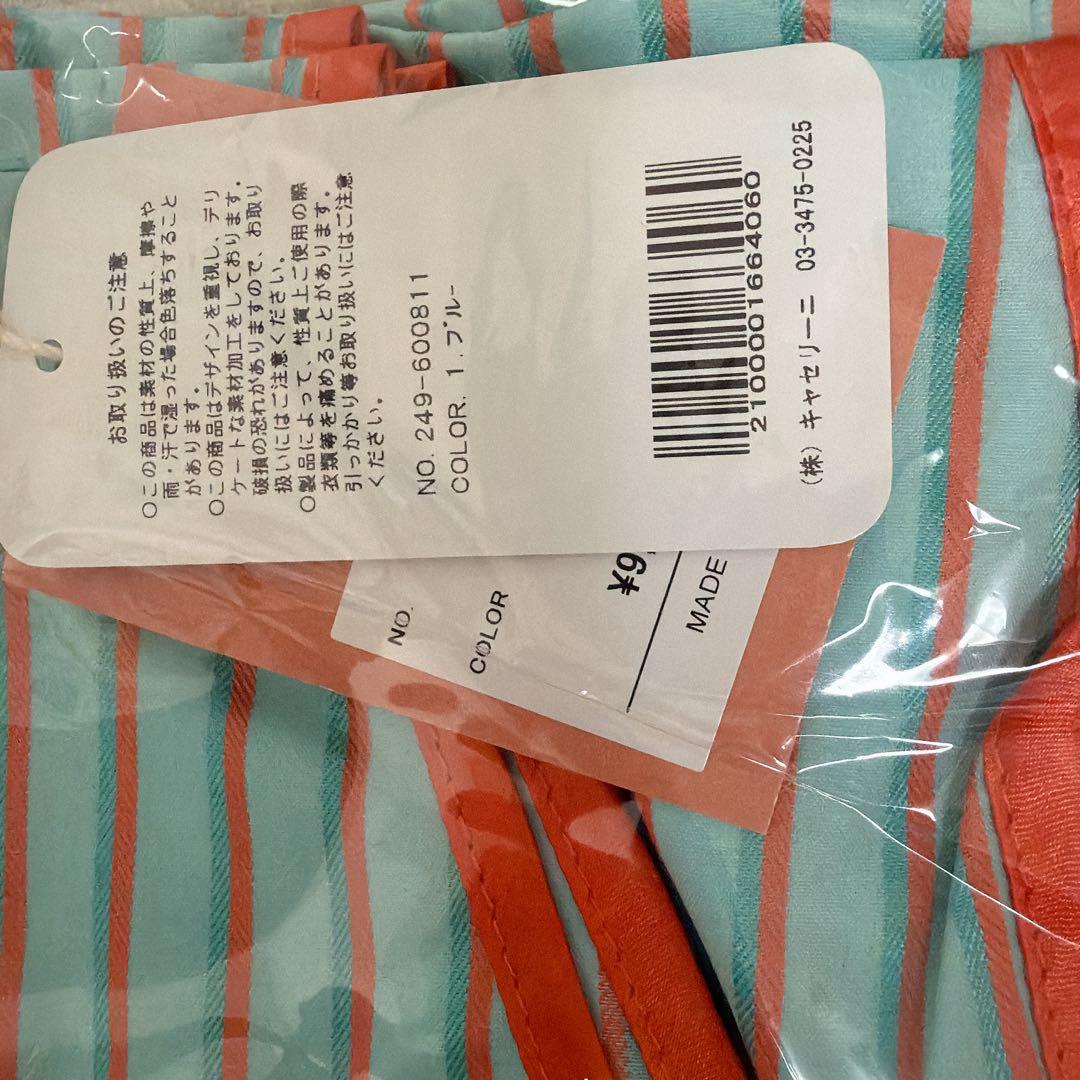 お取り扱いのご注意
○この商品は素材の性質上、摩擦や
雨・汗で湿った場合色落ちすること
があります。
○この商品はデザインを重視し、デリ
ケートな素材加工をしております。
破損の恐れがありますので、お取り
扱いにはご注意ください。
○製品によって、性質上ご使用の際
衣類等を痛めることがあります。
引っかかり等お取り扱いにはご注意
ください。
NO. 249-600811
COLOR. 1.ブルー
2100001664060
(株) キャセリーニ 03-3475-0225
NO.
COLOR
¥9,
MADE